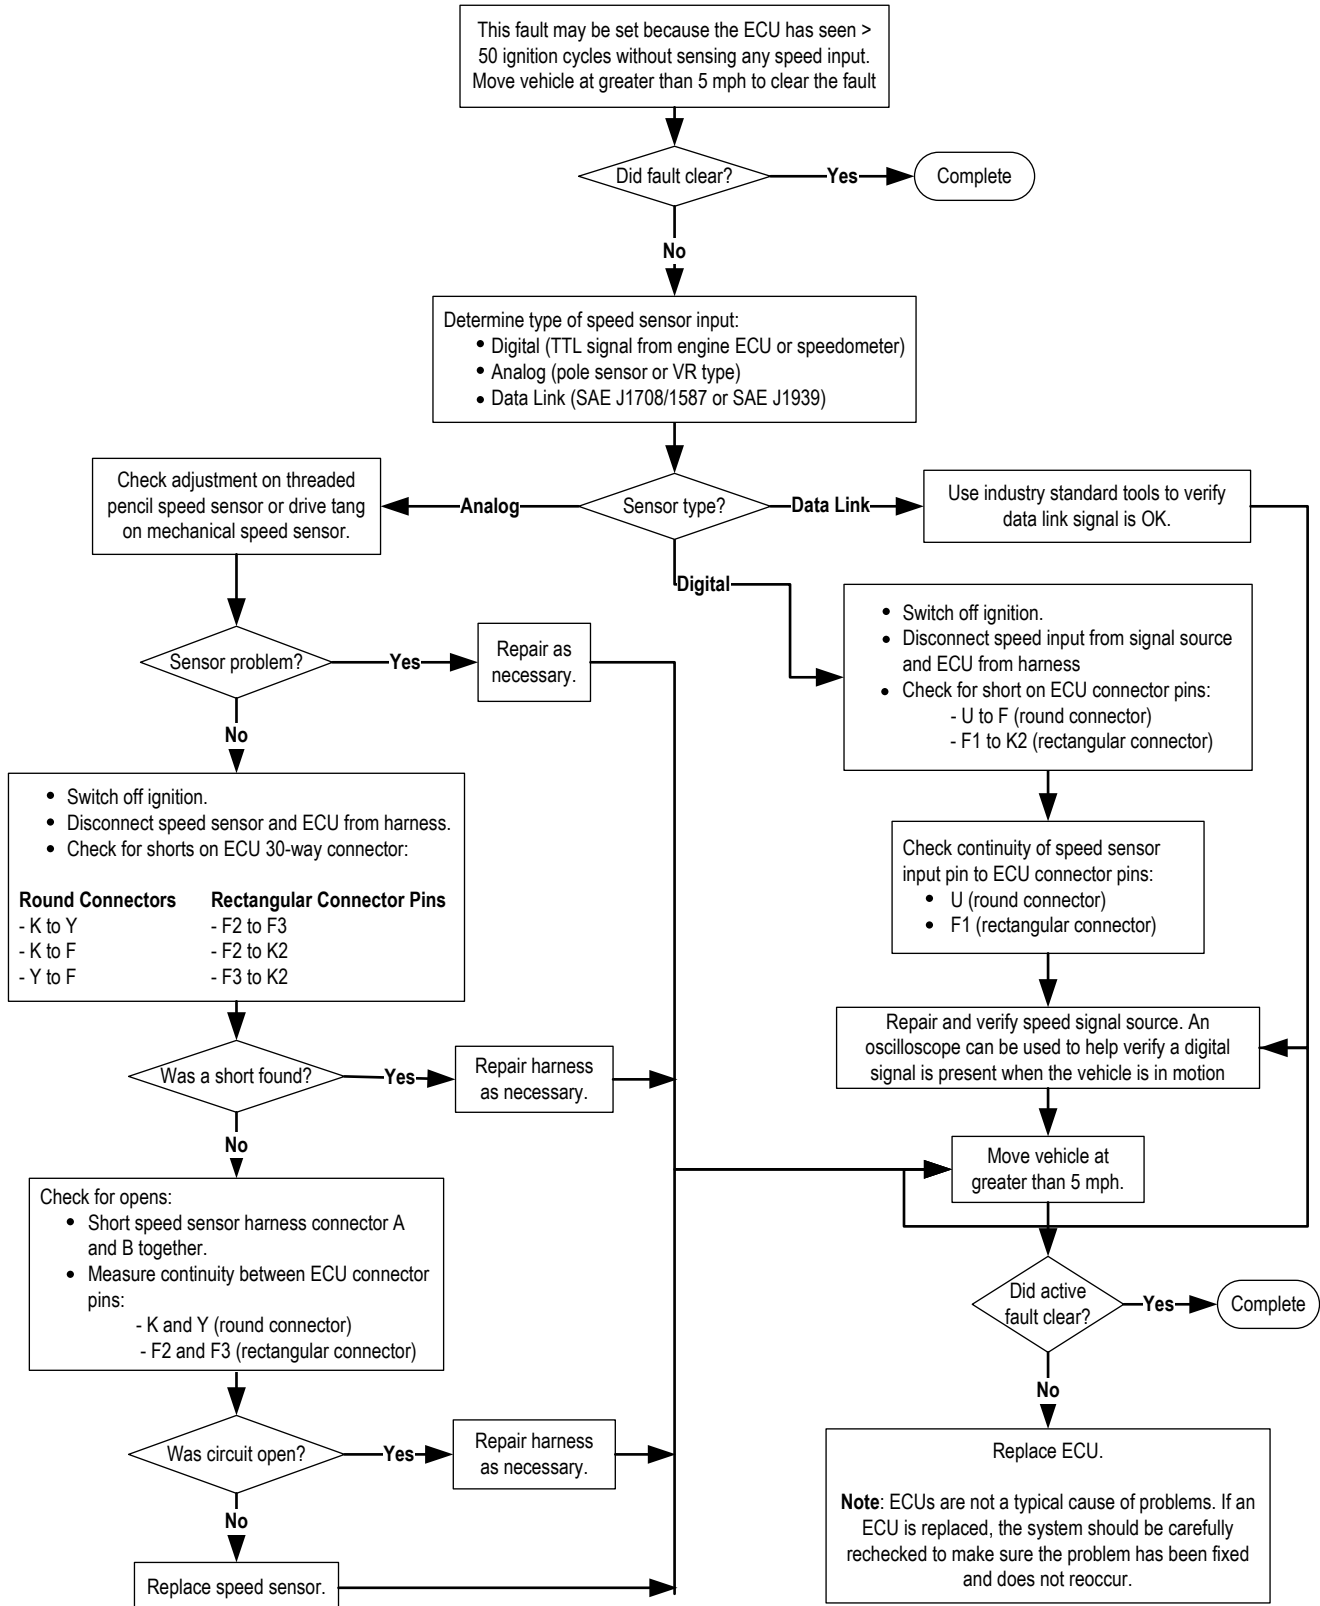 This fault may be set because the ECU has seen >
50 ignition cycles without sensing any speed input.
Move vehicle at greater than 5 mph to clear the fault
Did fault clear?
Yes
Complete
No
Determine type of speed sensor input:
• Digital (TTL signal from engine ECU or speedometer)
• Analog (pole sensor or VR type)
• Data Link (SAE J1708/1587 or SAE J1939)
Sensor type?
Analog
Data Link
Digital
Check adjustment on threaded
pencil speed sensor or drive tang
on mechanical speed sensor.
Use industry standard tools to verify
data link signal is OK.
Sensor problem?
Yes
Repair as
necessary.
No
• Switch off ignition.
• Disconnect speed input from signal source
and ECU from harness
• Check for short on ECU connector pins:
- U to F (round connector)
- F1 to K2 (rectangular connector)
• Switch off ignition.
• Disconnect speed sensor and ECU from harness.
• Check for shorts on ECU 30-way connector:
Round Connectors Rectangular Connector Pins
- K to Y - F2 to F3
- K to F - F2 to K2
- Y to F - F3 to K2
Check continuity of speed sensor
input pin to ECU connector pins:
• U (round connector)
• F1 (rectangular connector)
Repair and verify speed signal source. An
oscilloscope can be used to help verify a digital
signal is present when the vehicle is in motion
Was a short found?
Yes
Repair harness
as necessary.
No
Move vehicle at
greater than 5 mph.
Check for opens:
• Short speed sensor harness connector A
and B together.
• Measure continuity between ECU connector
pins:
- K and Y (round connector)
- F2 and F3 (rectangular connector)
Did active
fault clear?
Yes
Complete
No
Was circuit open?
Yes
Repair harness
as necessary.
No
Replace speed sensor.
Replace ECU.
Note: ECUs are not a typical cause of problems. If an
ECU is replaced, the system should be carefully
rechecked to make sure the problem has been fixed
and does not reoccur.